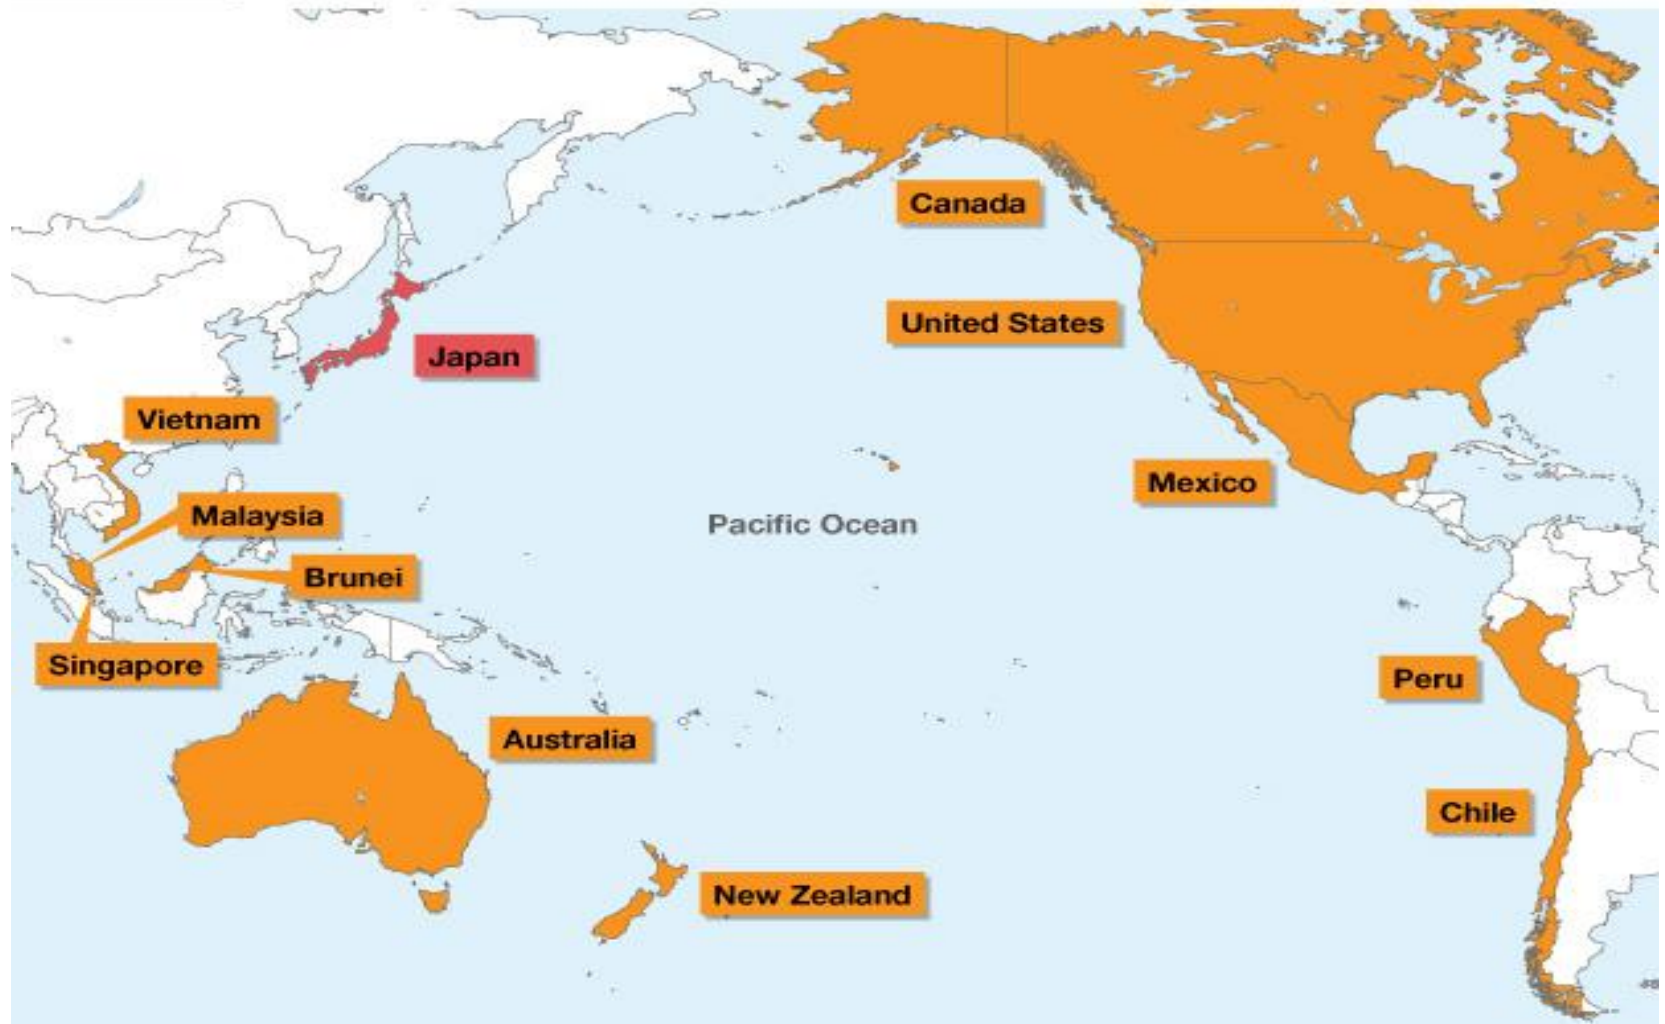 Canada
United States
Japan
Vietnam
Mexico
Malaysia
Pacific Ocean
Brunei
Singapore
Peru
Australia
Chile
New Zealand